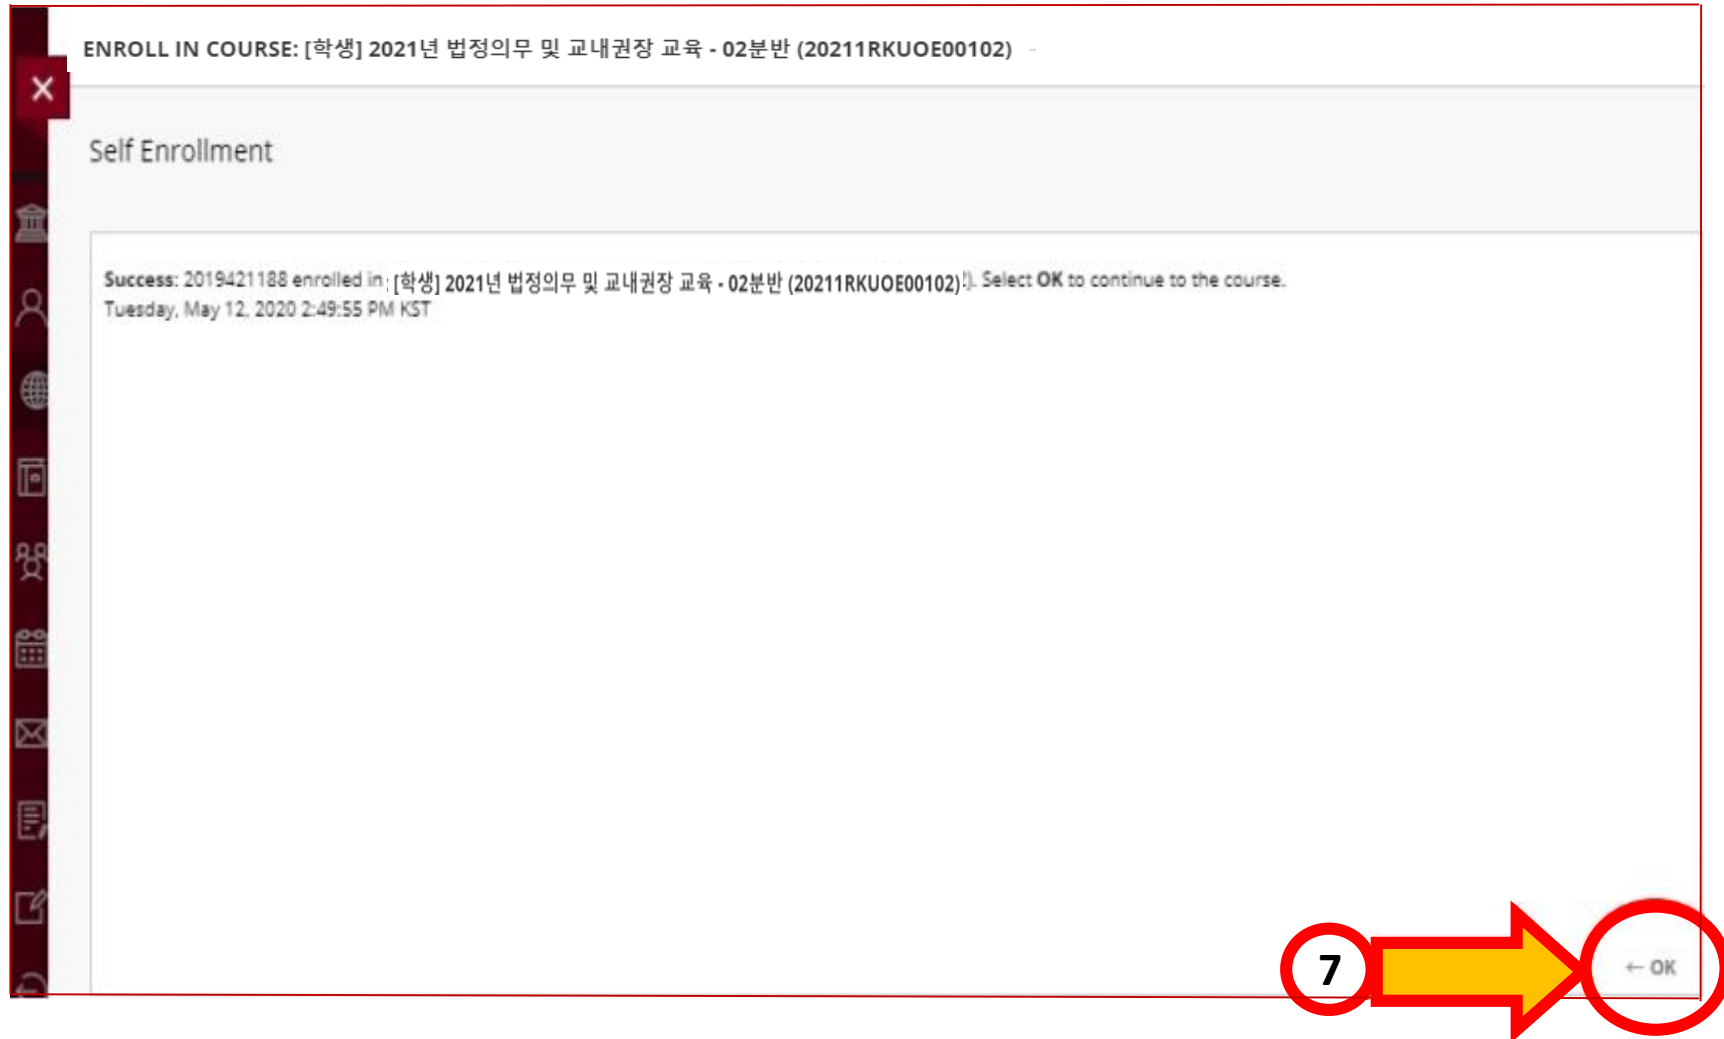 ENROLL IN COURSE: [학생] 2021년 법정의무 및 교내권장 교육 - 02분반 (20211RKUOE00102)
Self Enrollment
Success: 2019421188 enrolled in : [학생] 2021년 법정의무 및 교내권장 교육 - 02분반 (20211RKUOE00102) ). Select OK to continue to the course.
Tuesday, May 12, 2020 2:49:55 PM KST
7
← OK